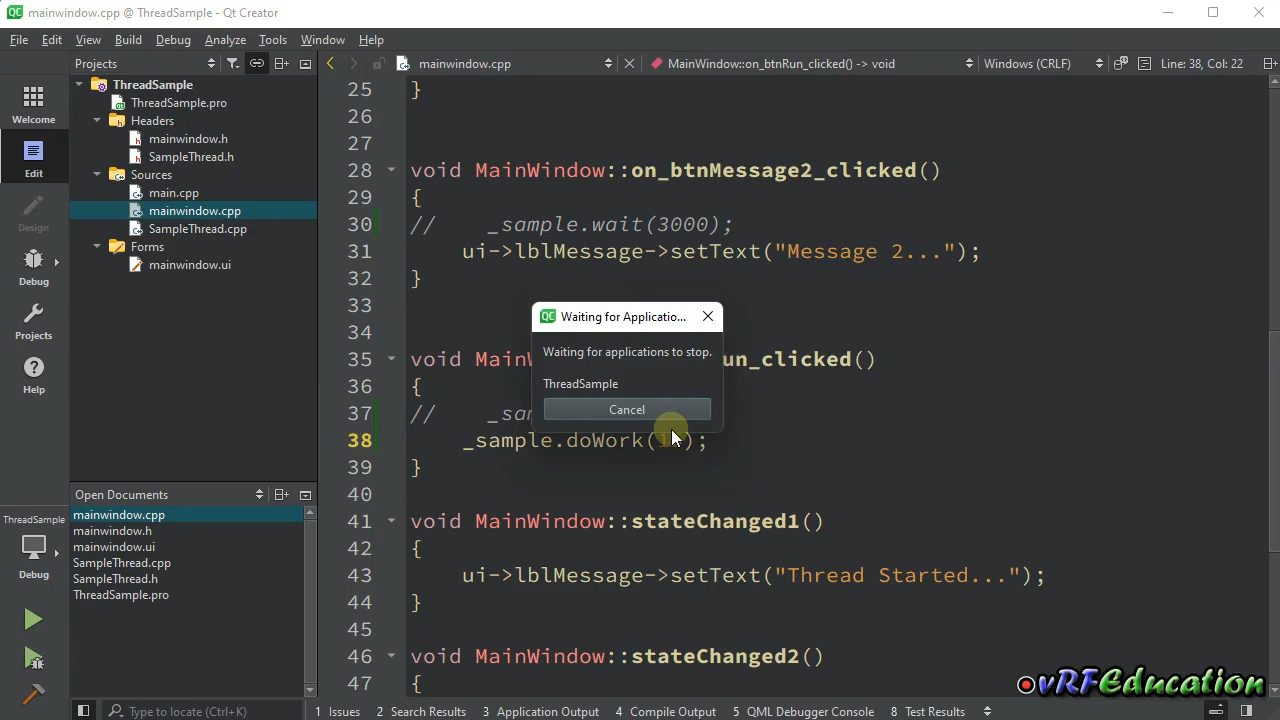 mainwindow.cpp @ ThreadSample - Qt Creator
File Edit View Build Debug Analyze Tools Window Help
Projects
mainwindow.cpp
MainWindow::on_btnRun_clicked() -> void
Windows (CRLF)
Line: 38, Col: 22
Welcome
Edit
Design
Debug
Projects
Help
ThreadSample
Debug
ThreadSample
ThreadSample.pro
Headers
mainwindow.h
SampleThread.h
Sources
main.cpp
mainwindow.cpp
SampleThread.cpp
Forms
mainwindow.ui
Open Documents
mainwindow.cpp
mainwindow.h
mainwindow.ui
SampleThread.cpp
SampleThread.h
ThreadSample.pro
25 }
26
27
28 void MainWindow::on_btnMessage2_clicked()
29 {
30 // _sample.wait(3000);
31 ui->lblMessage->setText("Message 2...");
32 }
33
34
35 void MainW un_clicked()
36 {
37 // _sam
38 _sample.doWork( );
39 }
40
41 void MainWindow::stateChanged1()
42 {
43 ui->lblMessage->setText("Thread Started...");
44 }
45
46 void MainWindow::stateChanged2()
47 {
Waiting for Applicatio...
Waiting for applications to stop.
ThreadSample
Cancel
vRFEducation
Type to locate (Ctrl+K)
1 Issues 2 Search Results 3 Application Output 4 Compile Output 5 QML Debugger Console 8 Test Results